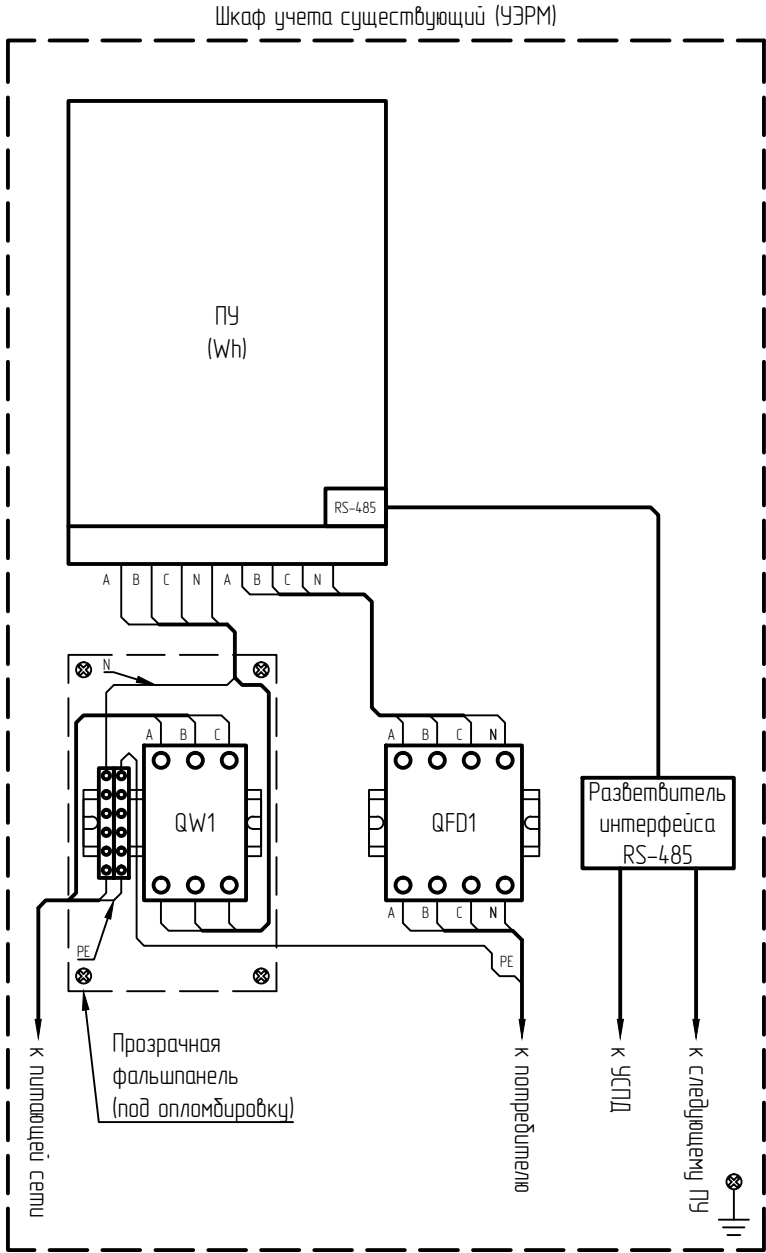 Шкаф учета существующий (УЭРМ)
ПУ
(Wh)
RS-485
A B C N A B C N
N
A B C
A B C N
QW1
QFD1
Разветвитель
интерфейса
RS-485
A B C N
PE
PE
Прозрачная
фальшпанель
(под опломбировку)
К питающей сети
К потребителю
К УСПД
К следующему ПУ